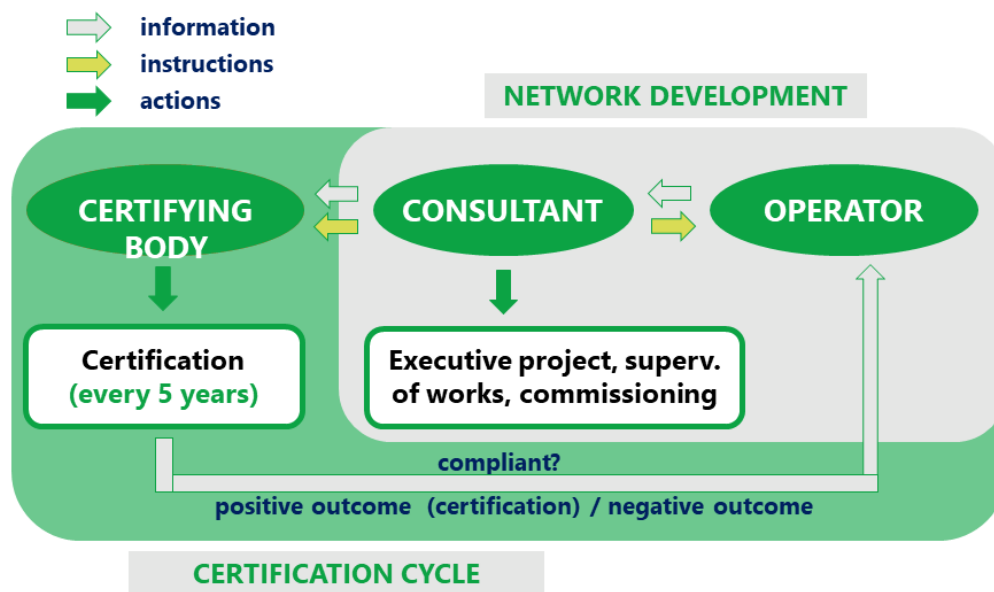 information
instructions
actions
NETWORK DEVELOPMENT
CERTIFYING
BODY
CONSULTANT
OPERATOR
Certification
(every 5 years)
Executive project, superv.
of works, commissioning
compliant?
positive outcome (certification) / negative outcome
CERTIFICATION CYCLE